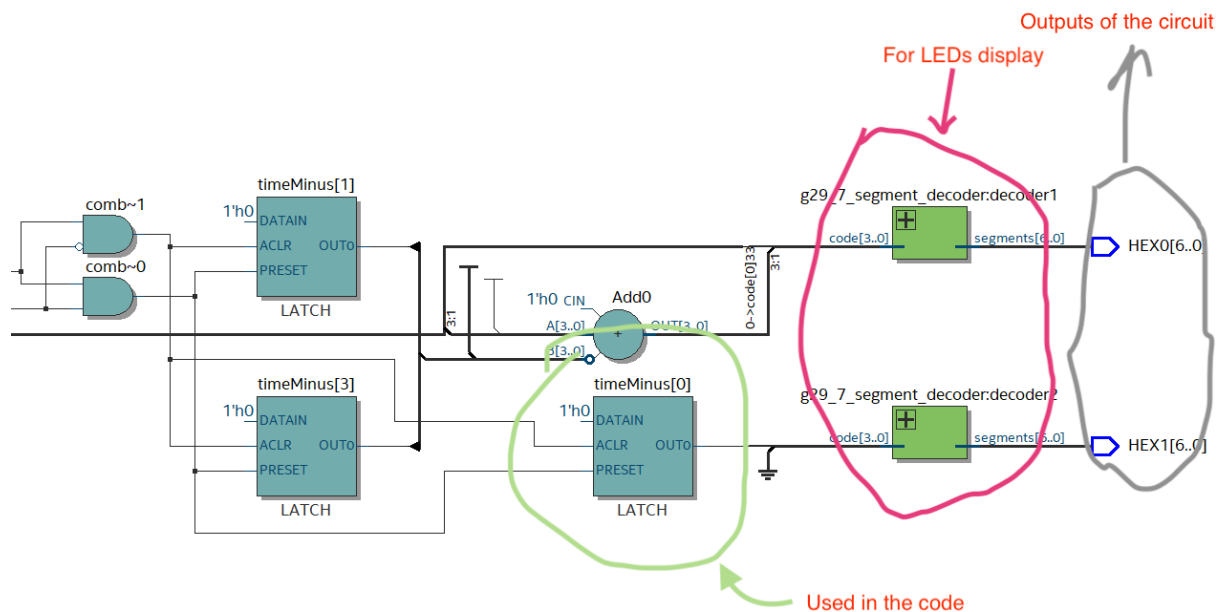 Outputs of the circuit
For LEDs display
timeMinus[1]
comb~1
1'h0
DATAIN
ACLR
OUT0
PRESET
LATCH
comb~0
g29_7_segment_decoder:decoder1
code[3..0]
segments[6..0]
HEX0[6..0]
1'h0
CIN
Add0
3:1
A[3..0]
OUT[3..0]
B[3..0]
0->code[0]33
3:1
timeMinus[3]
1'h0
DATAIN
ACLR
OUT0
PRESET
LATCH
timeMinus[0]
1'h0
DATAIN
ACLR
OUT0
PRESET
LATCH
g29_7_segment_decoder:decoder2
code[3..0]
segments[6..0]
HEX1[6..0]
Used in the code